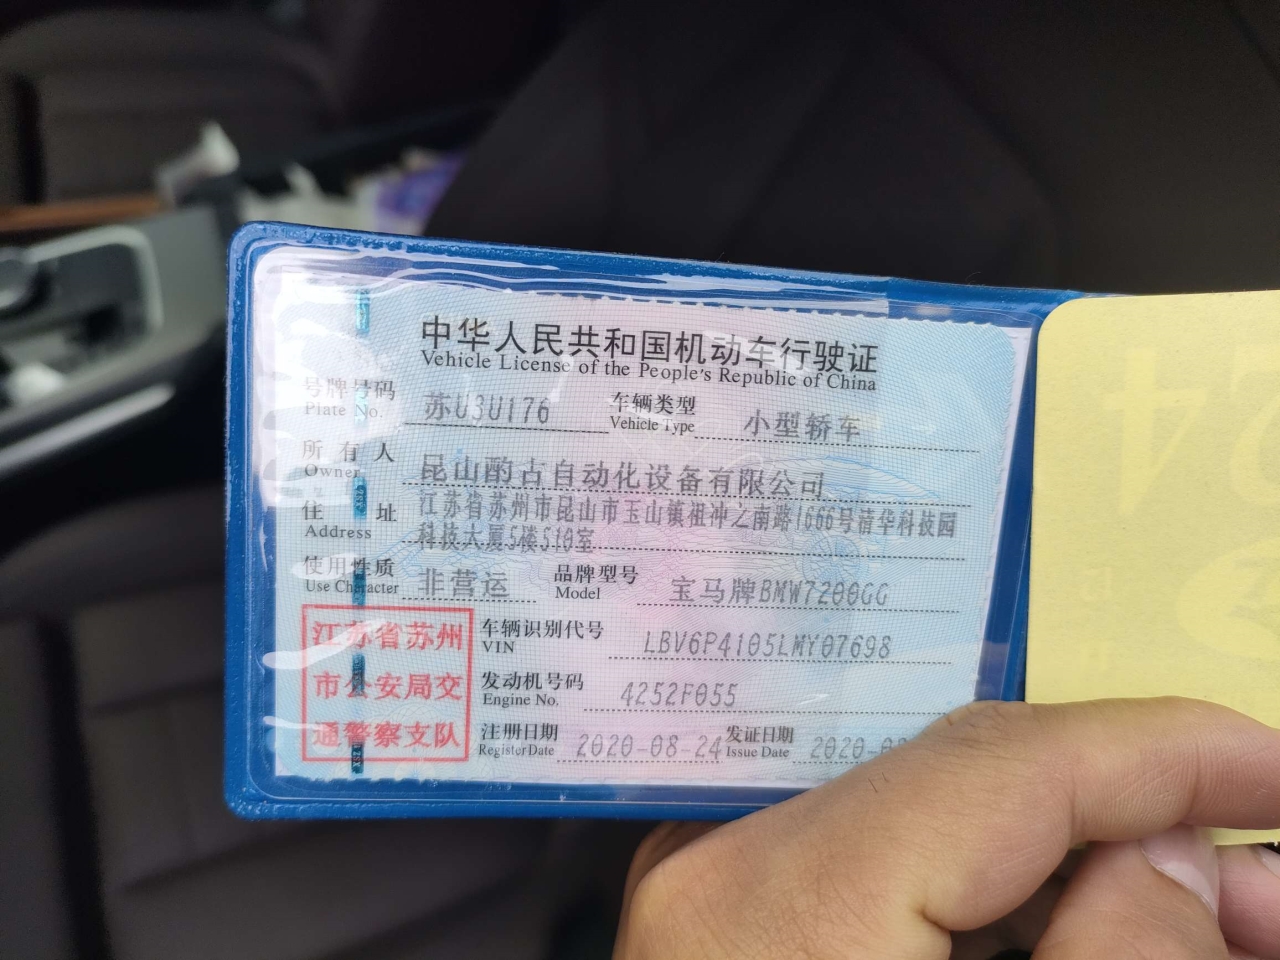 中华人民共和国机动车行驶证
Vehicle License of the People's Republic of China
号牌号码 苏U3U176 车辆类型 小型轿车
Plate No. Vehicle Type
所有人 昆山酌古自动化设备有限公司
Owner
住址 江苏省苏州市昆山市玉山镇祖冲之南路1666号清华科技园
Address 科技大厦5楼510室
使用性质 非营运 品牌型号 宝马牌BMW7200GG
Use Character Model
江苏省苏州
市公安局交
通警察支队
车辆识别代号 LBV6P4105LMY07698
VIN
发动机号码 4252F055
Engine No.
注册日期 2020-08-24 发证日期 2020-0
Register Date Issue Date